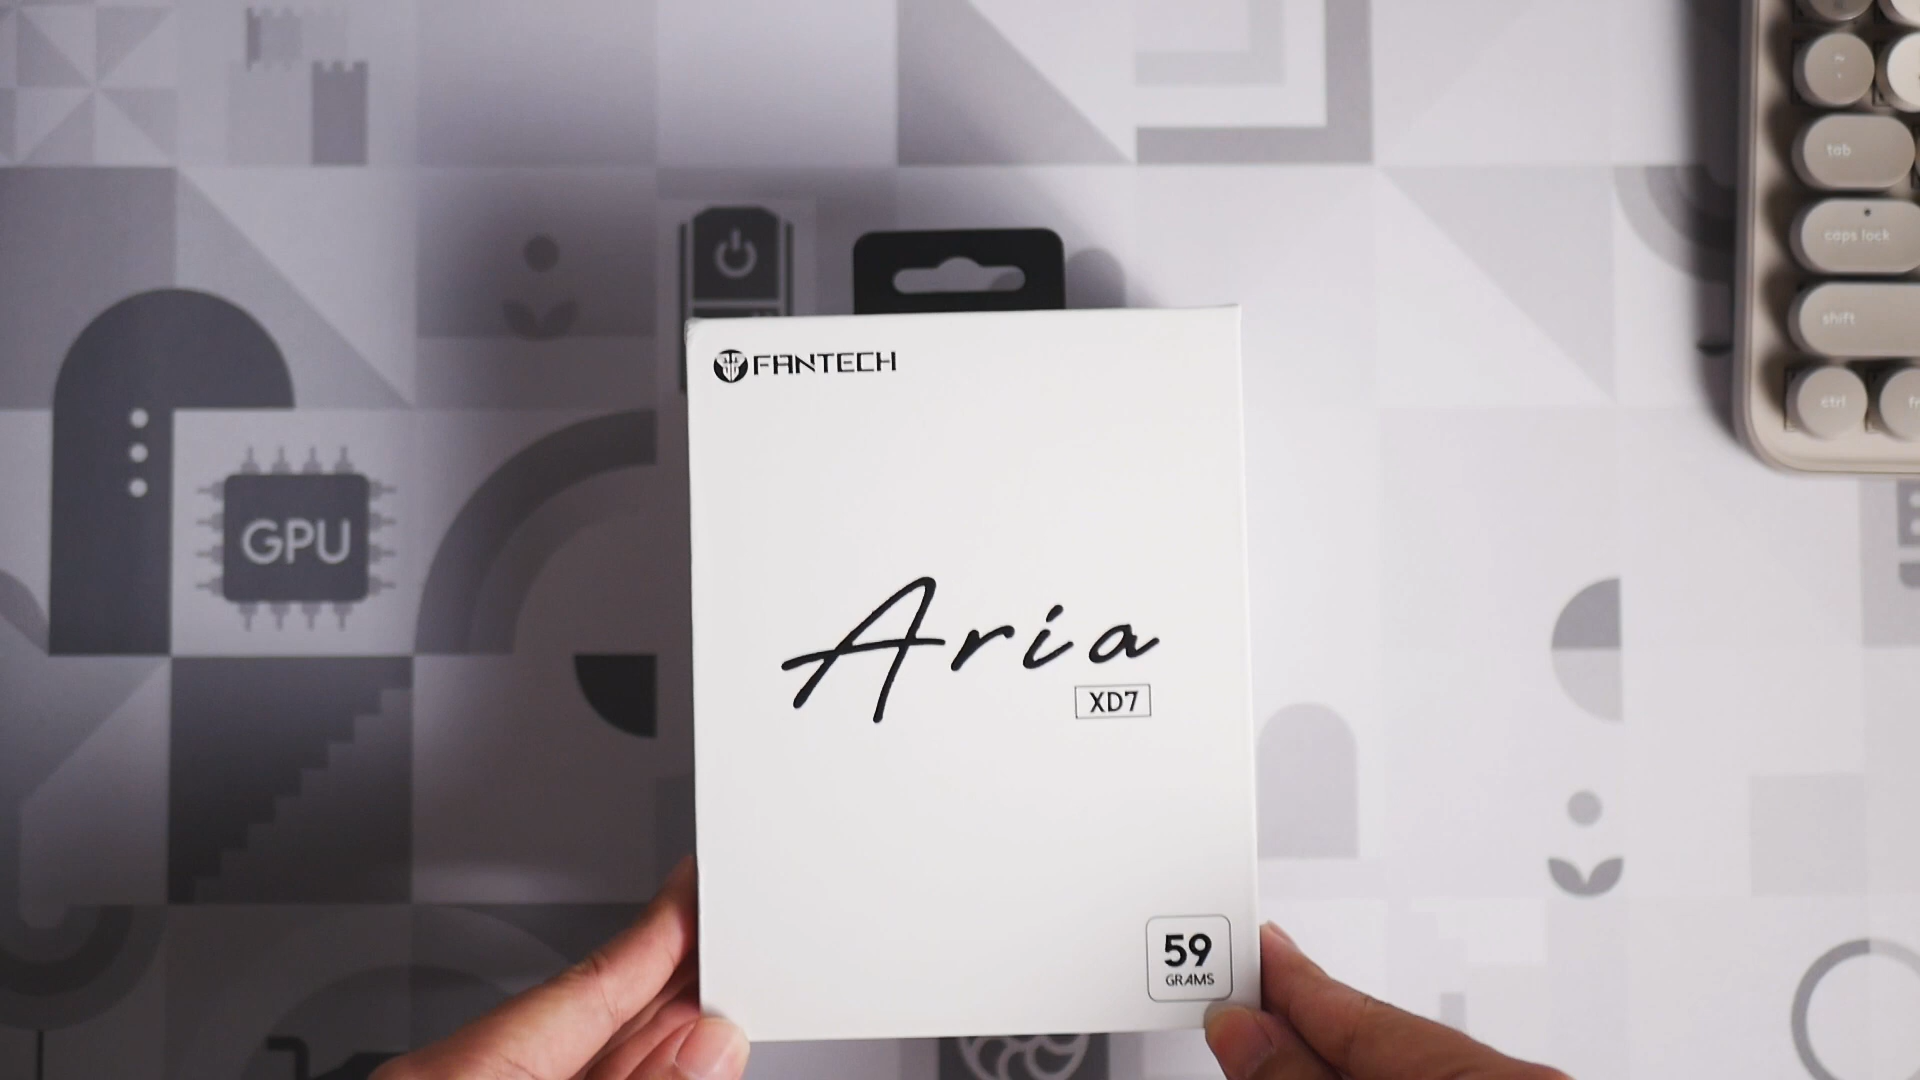 FANTECH
Aria
XD7
59
GRAMS
GPU
tab
caps lock
shift
ctrl